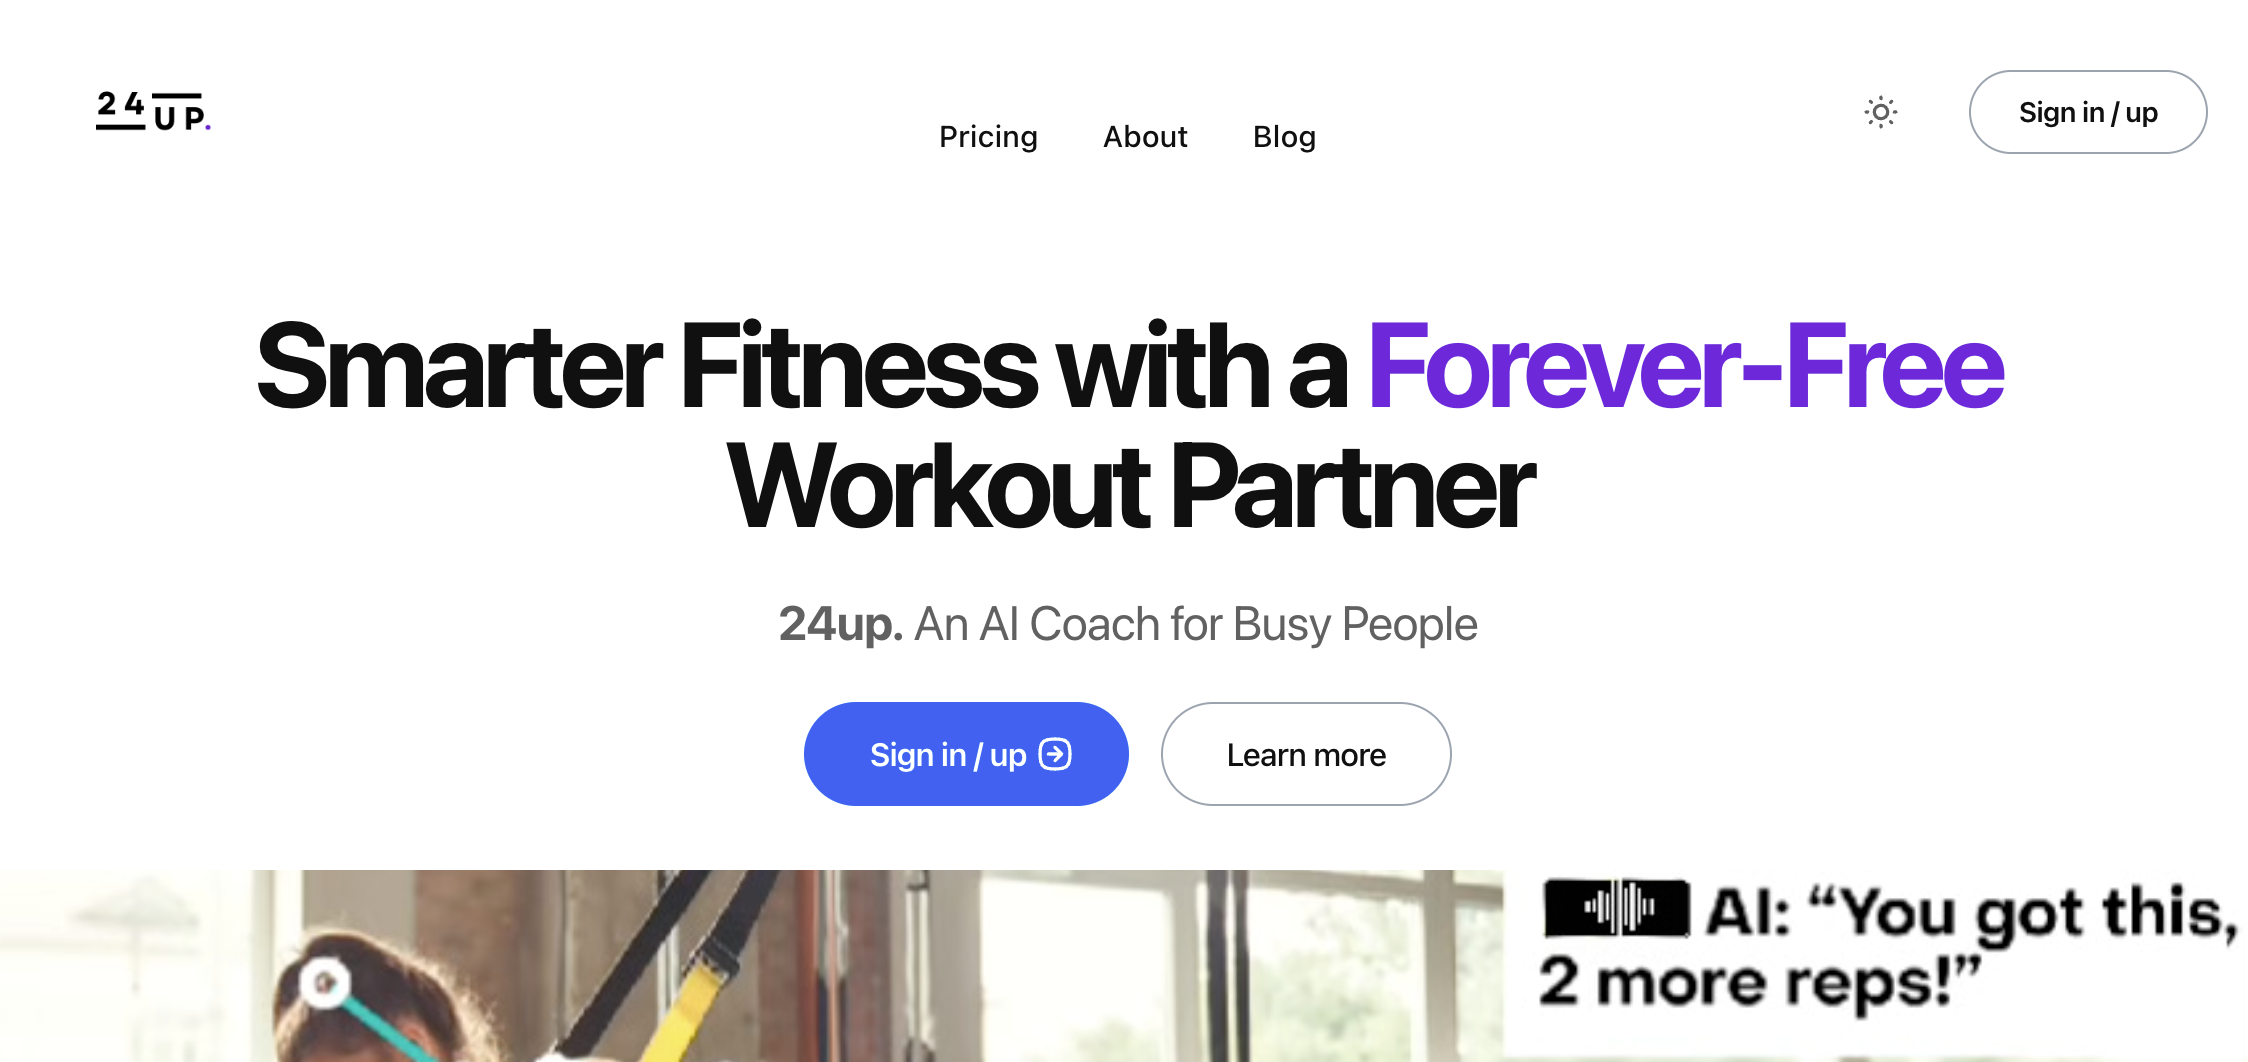 24UP.
Pricing
About
Blog
Sign in / up
Smarter Fitness with a Forever-Free
Workout Partner
24up. An AI Coach for Busy People
Sign in / up
Learn more
AI: “You got this,
2 more reps!”